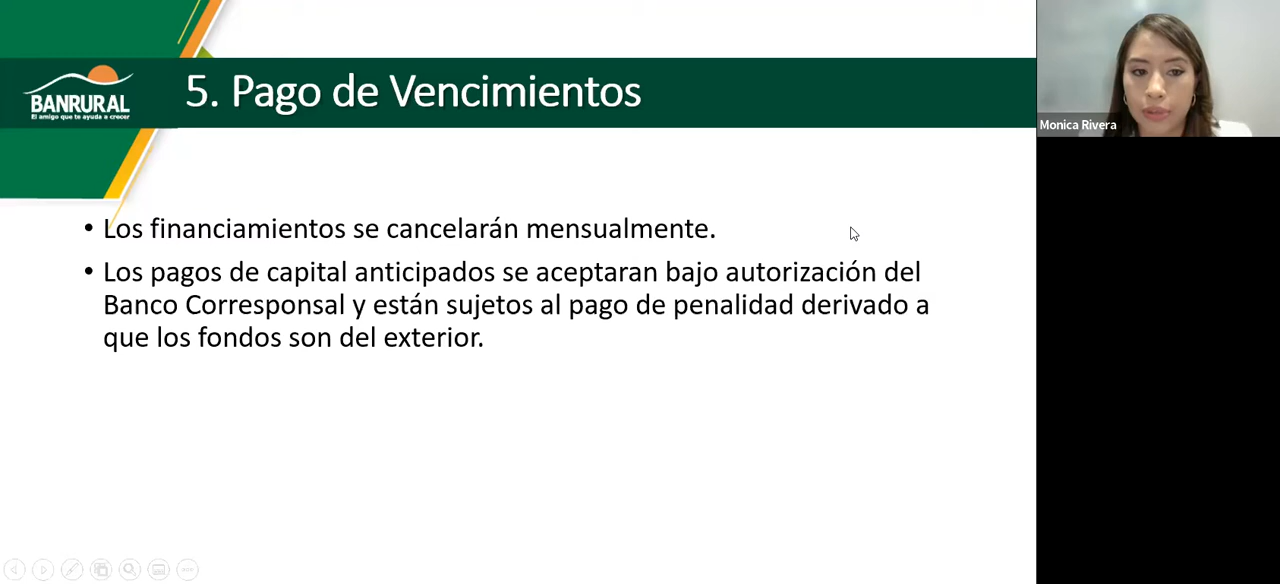 5. Pago de Vencimientos
BANRURAL
El amigo que te ayuda a crecer
Monica Rivera
• Los financiamientos se cancelarán mensualmente.
• Los pagos de capital anticipados se aceptaran bajo autorización del
Banco Corresponsal y están sujetos al pago de penalidad derivado a
que los fondos son del exterior.